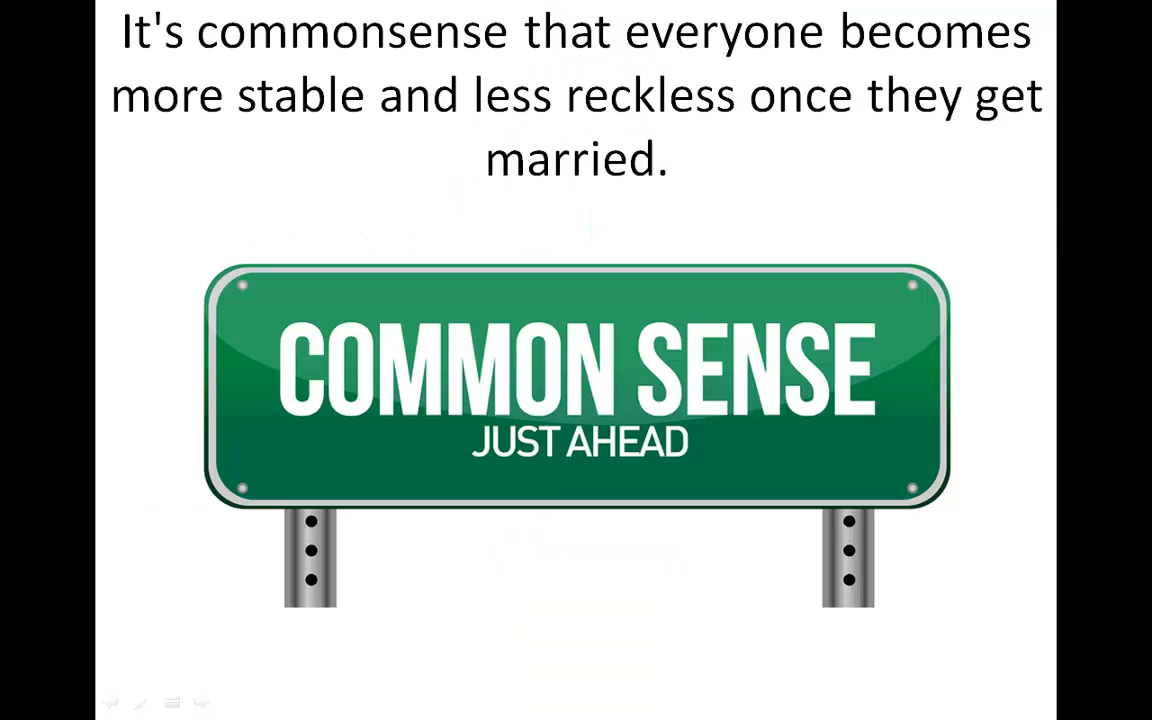 It's commonsense that everyone becomes
more stable and less reckless once they get
married.
COMMON SENSE
JUST AHEAD